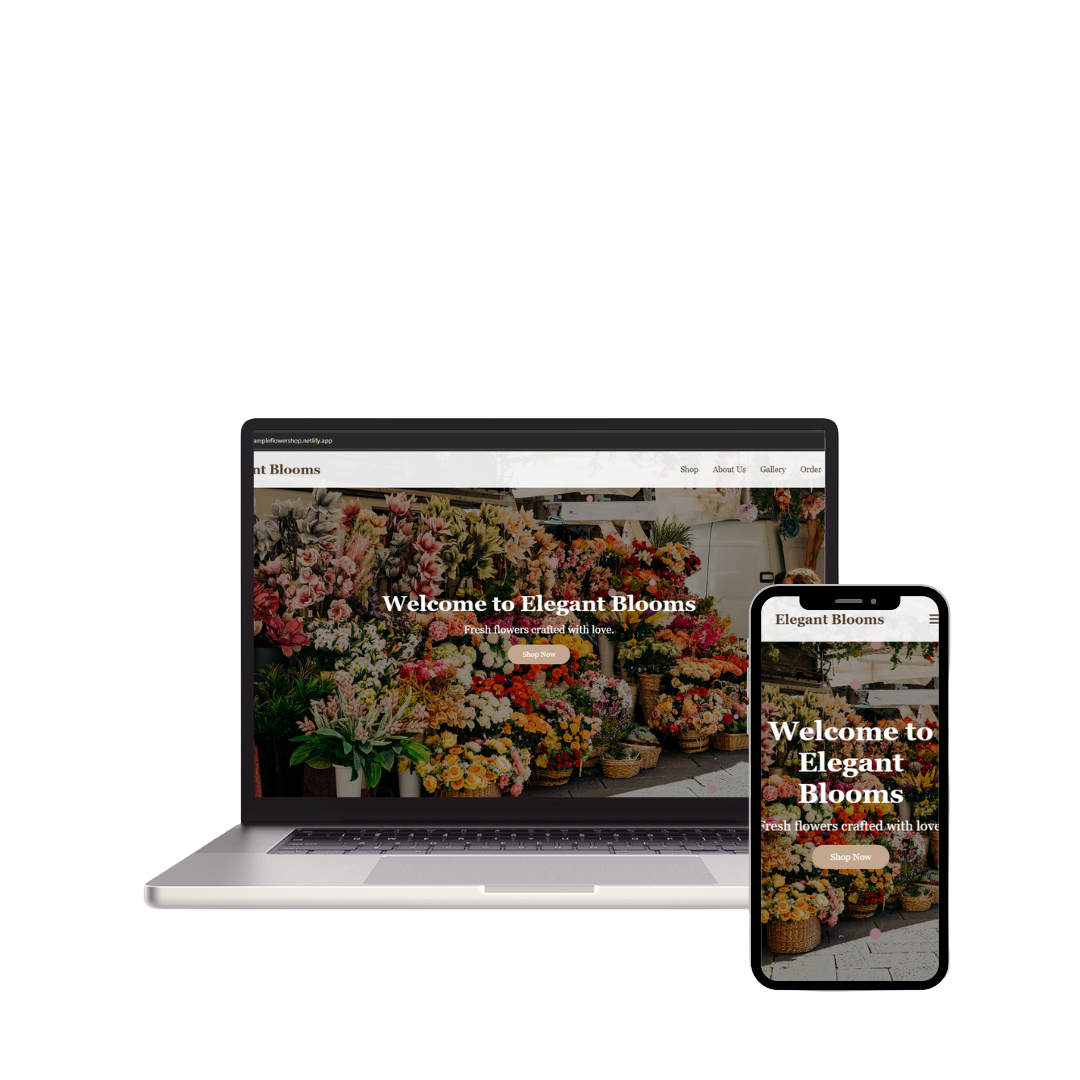 ampleflowershop.netlify.app
nt Blooms
Shop About Us Gallery Order
Welcome to Elegant Blooms
Fresh flowers crafted with love.
Shop Now
Elegant Blooms
Welcome to
Elegant
Blooms
Fresh flowers crafted with love
Shop Now